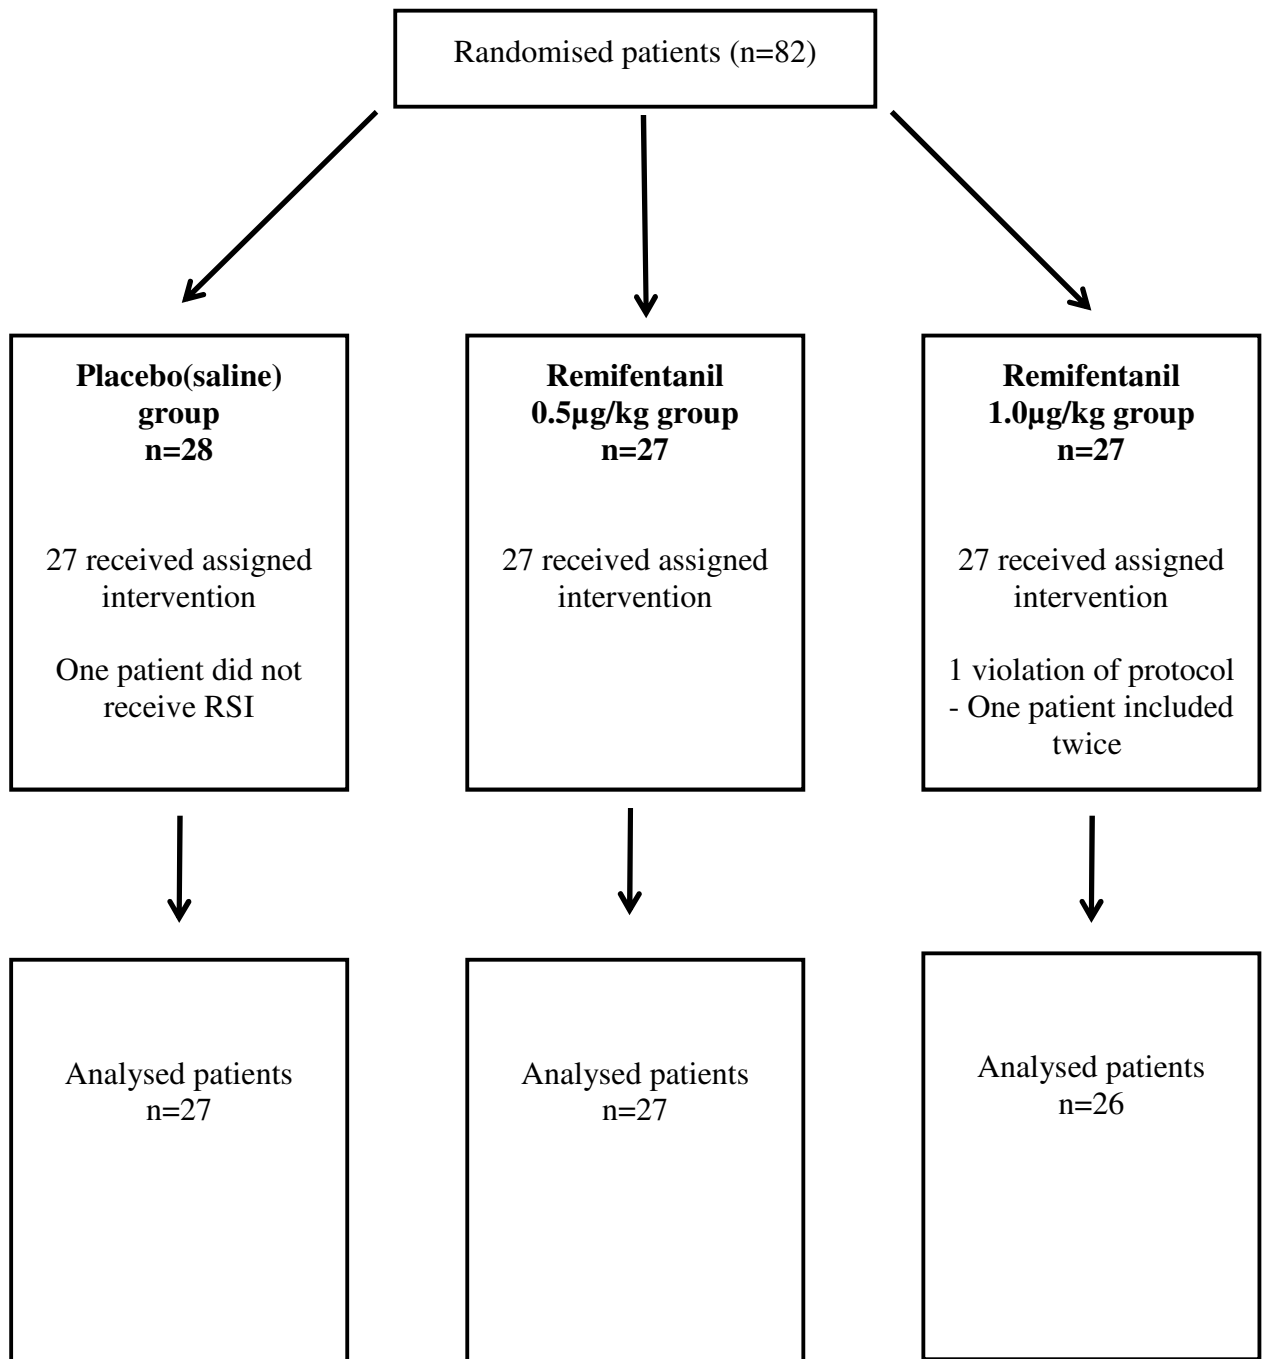 Randomised patients (n=82)
Placebo(saline)
group
n=28
27 received assigned
intervention
One patient did not
receive RSI
Remifentanil
0.5µg/kg group
n=27
27 received assigned
intervention
Remifentanil
1.0µg/kg group
n=27
27 received assigned
intervention
1 violation of protocol
- One patient included
twice
Analysed patients
n=27
Analysed patients
n=27
Analysed patients
n=26